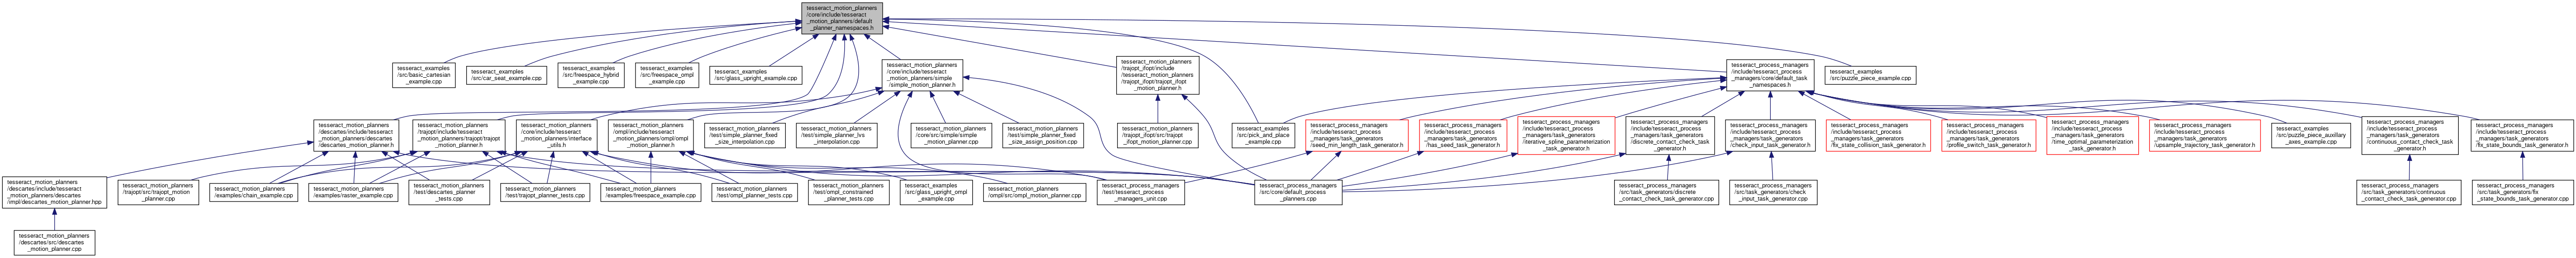 tesseract_motion_planners
/core/include/tesseract
_motion_planners/default
_planner_namespaces.h
tesseract_examples
/src/basic_cartesian
_example.cpp
tesseract_examples
/src/car_seat_example.cpp
tesseract_examples
/src/freespace_hybrid
_example.cpp
tesseract_examples
/src/freespace_ompl
_example.cpp
tesseract_examples
/src/glass_upright_example.cpp
tesseract_motion_planners
/core/include/tesseract
_motion_planners/simple
/simple_motion_planner.h
tesseract_motion_planners
/trajopt_ifopt/include
/tesseract_motion_planners
/trajopt_ifopt/trajopt_ifopt
_motion_planner.h
tesseract_process_managers
/include/tesseract_process
_managers/core/default_task
_namespaces.h
tesseract_examples
/src/puzzle_piece_example.cpp
tesseract_motion_planners
/descartes/include/tesseract
_motion_planners/descartes
/descartes_motion_planner.h
tesseract_motion_planners
/trajopt/include/tesseract
_motion_planners/trajopt/trajopt
_motion_planner.h
tesseract_motion_planners
/core/include/tesseract
_motion_planners/interface
_utils.h
tesseract_motion_planners
/ompl/include/tesseract
_motion_planners/ompl/ompl
_motion_planner.h
tesseract_motion_planners
/test/simple_planner_fixed
_size_interpolation.cpp
tesseract_motion_planners
/test/simple_planner_lvs
_interpolation.cpp
tesseract_motion_planners
/core/src/simple/simple
_motion_planner.cpp
tesseract_motion_planners
/test/simple_planner_fixed
_size_assign_position.cpp
tesseract_motion_planners
/trajopt_ifopt/src/trajopt
_ifopt_motion_planner.cpp
tesseract_examples
/src/pick_and_place
_example.cpp
tesseract_process_managers
/include/tesseract_process
_managers/task_generators
/seed_min_length_task_generator.h
tesseract_process_managers
/include/tesseract_process
_managers/task_generators
/has_seed_task_generator.h
tesseract_process_managers
/include/tesseract_process
_managers/task_generators
/iterative_spline_parameterization
_task_generator.h
tesseract_process_managers
/include/tesseract_process
_managers/task_generators
/discrete_contact_check_task
_generator.h
tesseract_process_managers
/include/tesseract_process
_managers/task_generators
/check_input_task_generator.h
tesseract_process_managers
/include/tesseract_process
_managers/task_generators
/fix_state_collision_task_generator.h
tesseract_process_managers
/include/tesseract_process
_managers/task_generators
/profile_switch_task_generator.h
tesseract_process_managers
/include/tesseract_process
_managers/task_generators
/time_optimal_parameterization
_task_generator.h
tesseract_process_managers
/include/tesseract_process
_managers/task_generators
/upsample_trajectory_task_generator.h
tesseract_examples
/src/puzzle_piece_auxillary
_axes_example.cpp
tesseract_process_managers
/include/tesseract_process
_managers/task_generators
/continuous_contact_check_task
_generator.h
tesseract_process_managers
/include/tesseract_process
_managers/task_generators
/fix_state_bounds_task_generator.h
tesseract_motion_planners
/descartes/include/tesseract
_motion_planners/descartes
/impl/descartes_motion_planner.hpp
tesseract_motion_planners
/trajopt/src/trajopt_motion
_planner.cpp
tesseract_motion_planners
/examples/chain_example.cpp
tesseract_motion_planners
/examples/raster_example.cpp
tesseract_motion_planners
/test/descartes_planner
_tests.cpp
tesseract_motion_planners
/test/trajopt_planner_tests.cpp
tesseract_motion_planners
/examples/freespace_example.cpp
tesseract_motion_planners
/test/ompl_planner_tests.cpp
tesseract_motion_planners
/test/ompl_constrained
_planner_tests.cpp
tesseract_examples
/src/glass_upright_ompl
_example.cpp
tesseract_motion_planners
/ompl/src/ompl_motion_planner.cpp
tesseract_process_managers
/test/tesseract_process
_managers_unit.cpp
tesseract_process_managers
/src/core/default_process
_planners.cpp
tesseract_process_managers
/src/task_generators/discrete
_contact_check_task_generator.cpp
tesseract_process_managers
/src/task_generators/check
_input_task_generator.cpp
tesseract_process_managers
/src/task_generators/continuous
_contact_check_task_generator.cpp
tesseract_process_managers
/src/task_generators/fix
_state_bounds_task_generator.cpp
tesseract_motion_planners
/descartes/src/descartes
_motion_planner.cpp